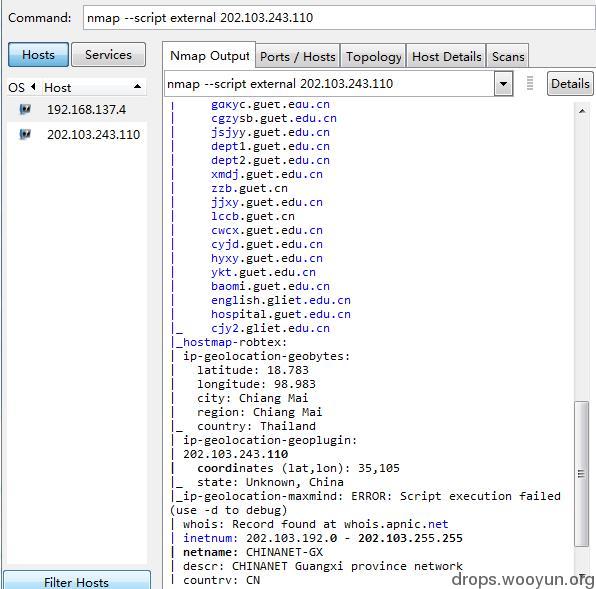 Command: nmap --script external 202.103.243.110
Hosts Services
Nmap Output Ports / Hosts Topology Host Details Scans
OS Host
nmap --script external 202.103.243.110 Details
192.168.137.4
202.103.243.110
| gdkyc.guet.edu.cn
| cgzysb.guet.edu.cn
| jsjyy.guet.edu.cn
| dept1.guet.edu.cn
| dept2.guet.edu.cn
| xmdj.guet.edu.cn
| zzb.guet.cn
| jjxy.guet.edu.cn
| lccb.guet.cn
| cwcx.guet.edu.cn
| cyjd.guet.edu.cn
| hyxy.guet.edu.cn
| ykt.guet.edu.cn
| baomi.guet.edu.cn
| english.gliet.edu.cn
| hospital.guet.edu.cn
|_ cjy2.gliet.edu.cn
|_hostmap-robtex:
| ip-geolocation-geobytes:
| latitude: 18.783
| longitude: 98.983
| city: Chiang Mai
| region: Chiang Mai
|_ country: Thailand
| ip-geolocation-geoplugin:
| 202.103.243.110
| coordinates (lat,lon): 35,105
|_ state: Unknown, China
|_ip-geolocation-maxmind: ERROR: Script execution failed
(use -d to debug)
| whois: Record found at whois.apnic.net
| inetnum: 202.103.192.0 - 202.103.255.255
| netname: CHINANET-GX
| descr: CHINANET Guangxi province network
| country: CN
Filter Hosts
drops.wooyun.org